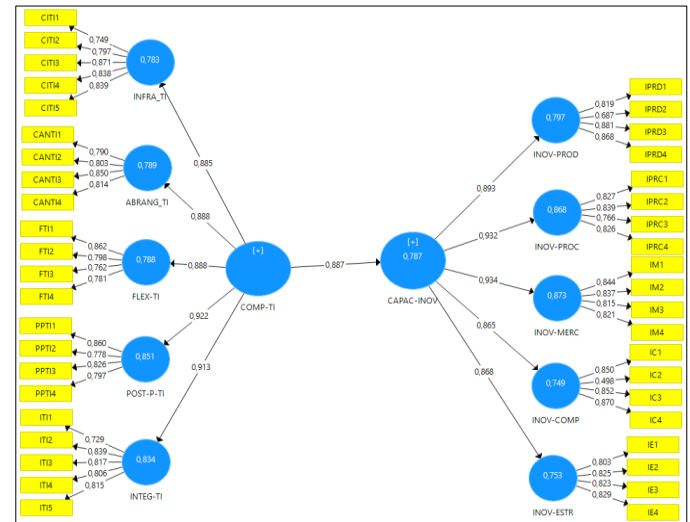 CITI1
CITI2
CITI3
CITI4
CITI5
0,749
0,797
0,871
0,838
0,839
0,783
INFRA_TI
CANTI1
CANTI2
CANTI3
CANTI4
0,790
0,803
0,850
0,814
0,789
ABRANG_TI
FTI1
FTI2
FTI3
FTI4
0,862
0,798
0,762
0,781
0,788
FLEX-TI
PPTI1
PPTI2
PPTI3
PPTI4
0,860
0,778
0,826
0,797
0,851
POST-P-TI
ITI1
ITI2
ITI3
ITI4
ITI5
0,729
0,839
0,817
0,806
0,815
0,834
INTEG-TI
0,885
0,888
0,888
0,922
0,913
[+]
COMP-TI
0,887
[+]
0,787
CAPAC-INOV
0,893
0,932
0,934
0,865
0,868
0,797
INOV-PROD
0,819
0,687
0,881
0,868
IPRD1
IPRD2
IPRD3
IPRD4
0,868
INOV-PROC
0,827
0,839
0,766
0,826
IPRC1
IPRC2
IPRC3
IPRC4
0,873
INOV-MERC
0,844
0,837
0,815
0,821
IM1
IM2
IM3
IM4
0,749
INOV-COMP
0,850
0,498
0,852
0,870
IC1
IC2
IC3
IC4
0,753
INOV-ESTR
0,803
0,825
0,823
0,829
IE1
IE2
IE3
IE4